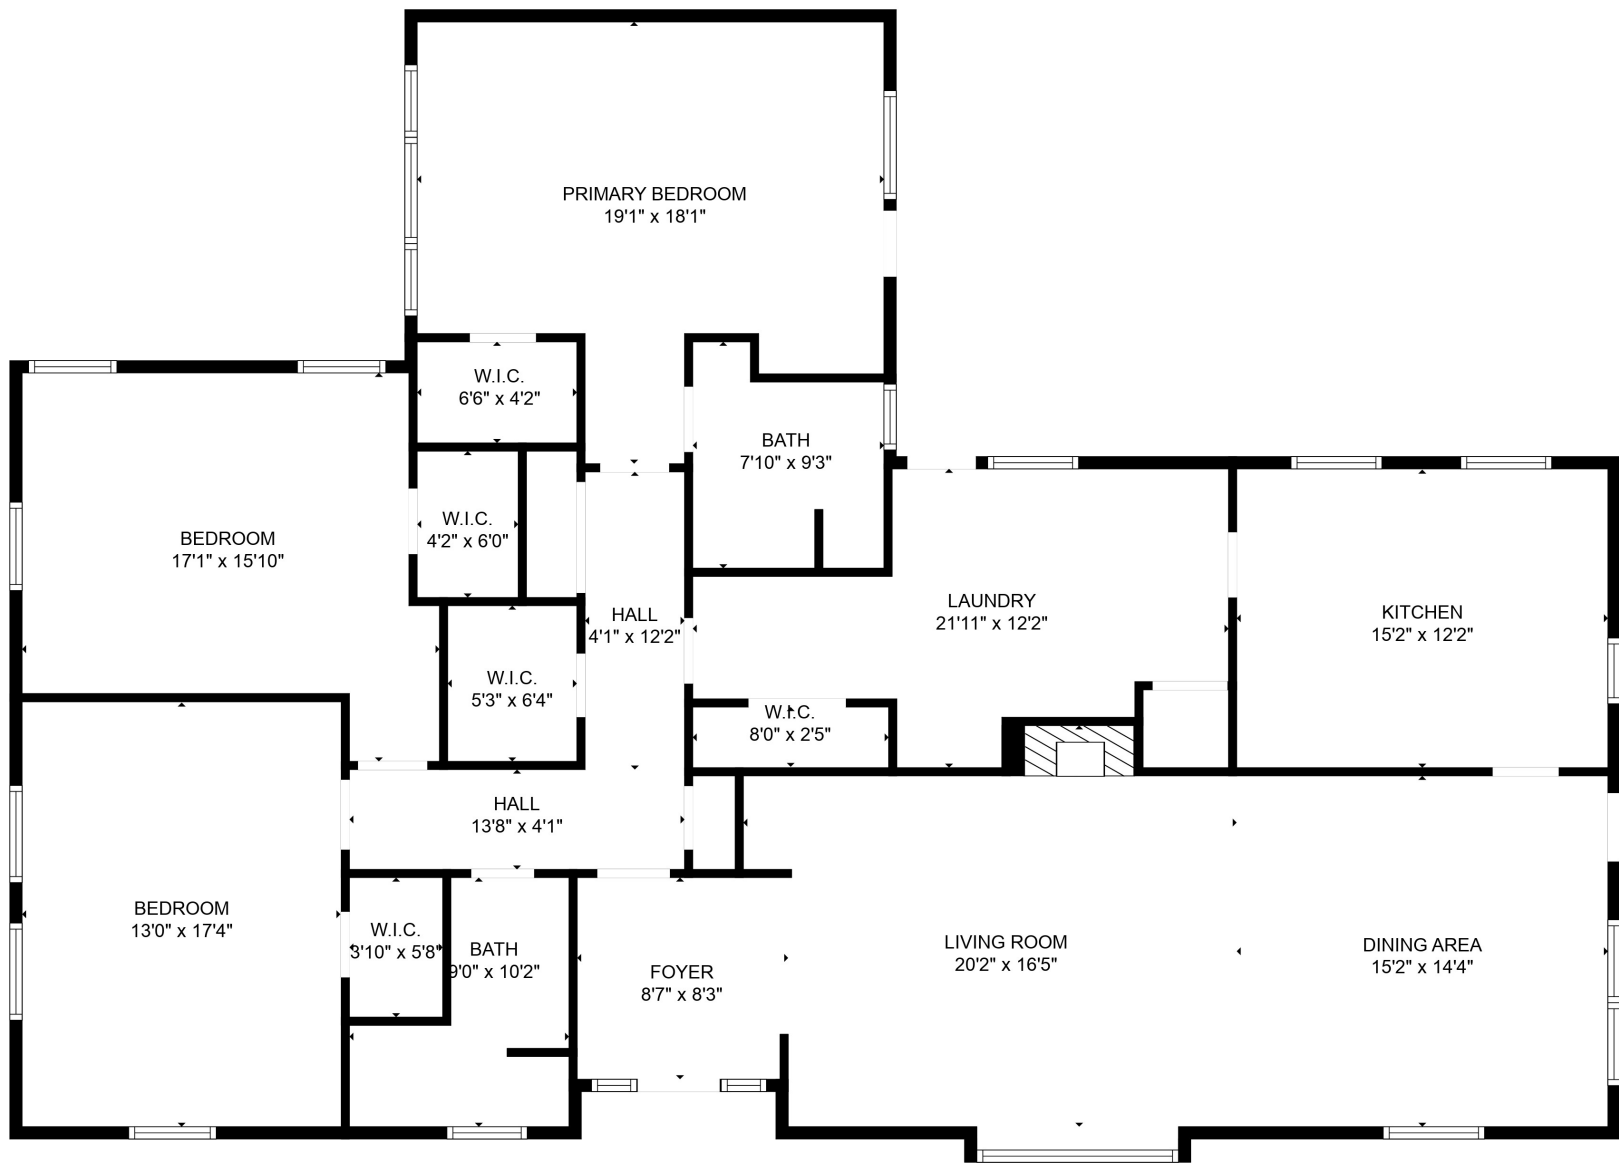 PRIMARY BEDROOM
19'1" x 18'1"
W.I.C.
6'6" x 4'2"
BATH
7'10" x 9'3"
W.I.C.
4'2" x 6'0"
BEDROOM
17'1" x 15'10"
LAUNDRY
21'11" x 12'2"
KITCHEN
15'2" x 12'2"
HALL
4'1" x 12'2"
W.I.C.
5'3" x 6'4"
W.I.C.
8'0" x 2'5"
HALL
13'8" x 4'1"
BEDROOM
13'0" x 17'4"
W.I.C.
3'10" x 5'8"
BATH
9'0" x 10'2"
FOYER
8'7" x 8'3"
LIVING ROOM
20'2" x 16'5"
DINING AREA
15'2" x 14'4"